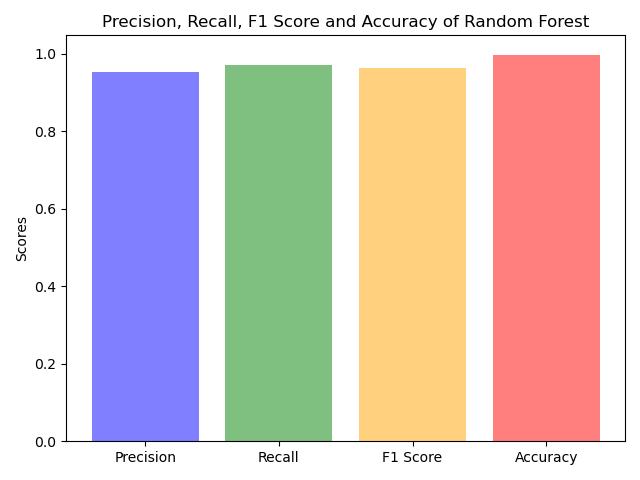 Precision, Recall, F1 Score and Accuracy of Random Forest
1.0
0.8
0.6
0.4
0.2
0.0
Scores
Precision
Recall
F1 Score
Accuracy